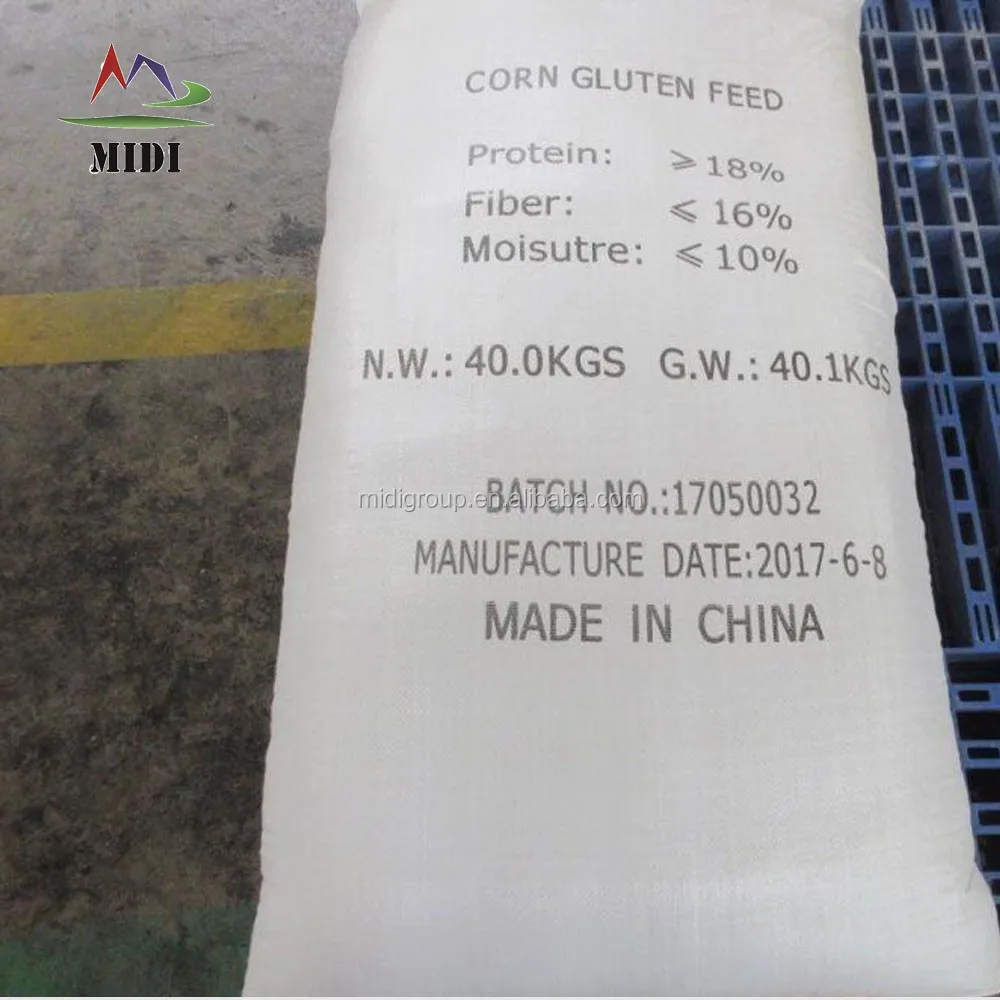 MIDI
CORN GLUTEN FEED
Protein: ≥ 18%
Fiber: ≤ 16%
Moisutre: ≤ 10%
N.W.: 40.0KGS G.W.: 40.1KGS
BATCH NO.:17050032
midigroup.en.alibaba.com
MANUFACTURE DATE:2017-6-8
MADE IN CHINA